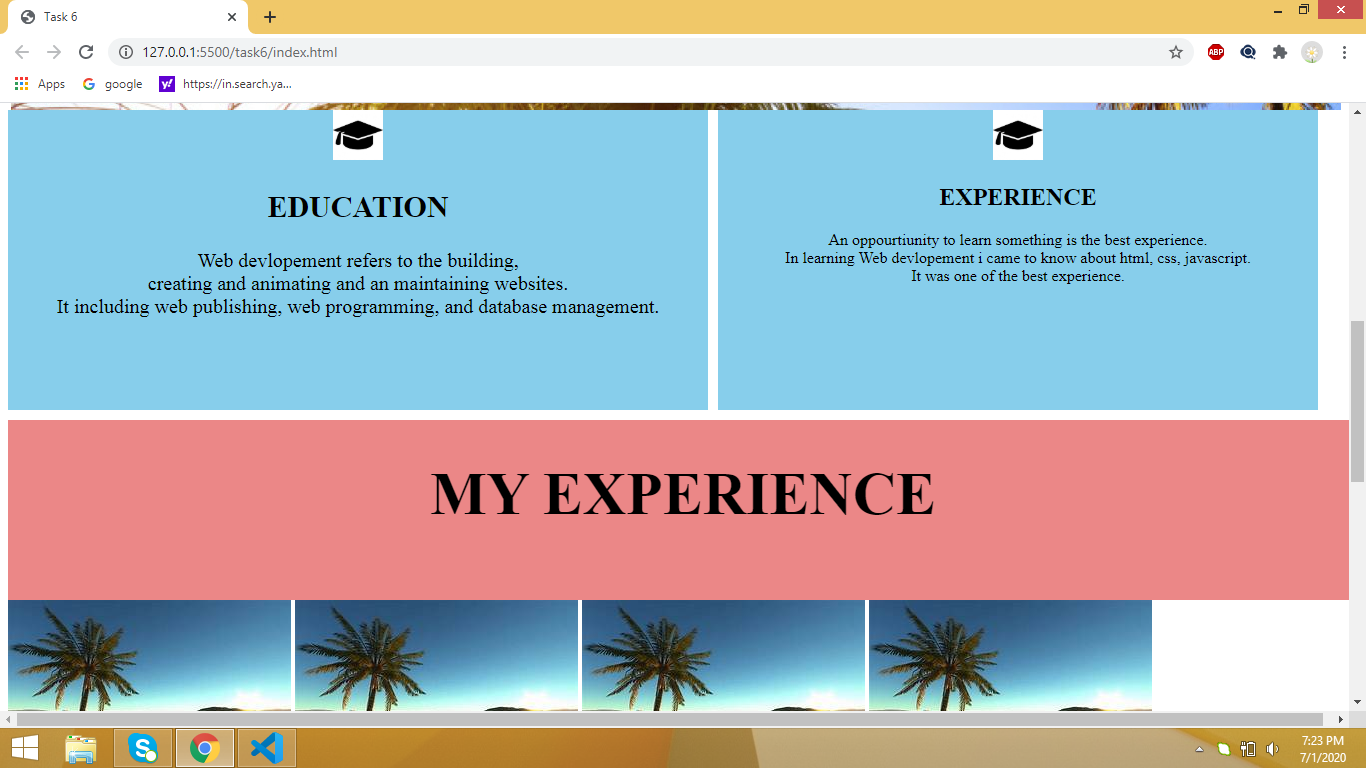 Task 6
127.0.0.1:5500/task6/index.html
ABP
Apps
google
y!
https://in.search.ya...
EDUCATION
Web devlopement refers to the building,
creating and animating and an maintaining websites.
It including web publishing, web programming, and database management.
EXPERIENCE
An oppourtiunity to learn something is the best experience.
In learning Web devlopement i came to know about html, css, javascript.
It was one of the best experience.
MY EXPERIENCE
7:23 PM
7/1/2020